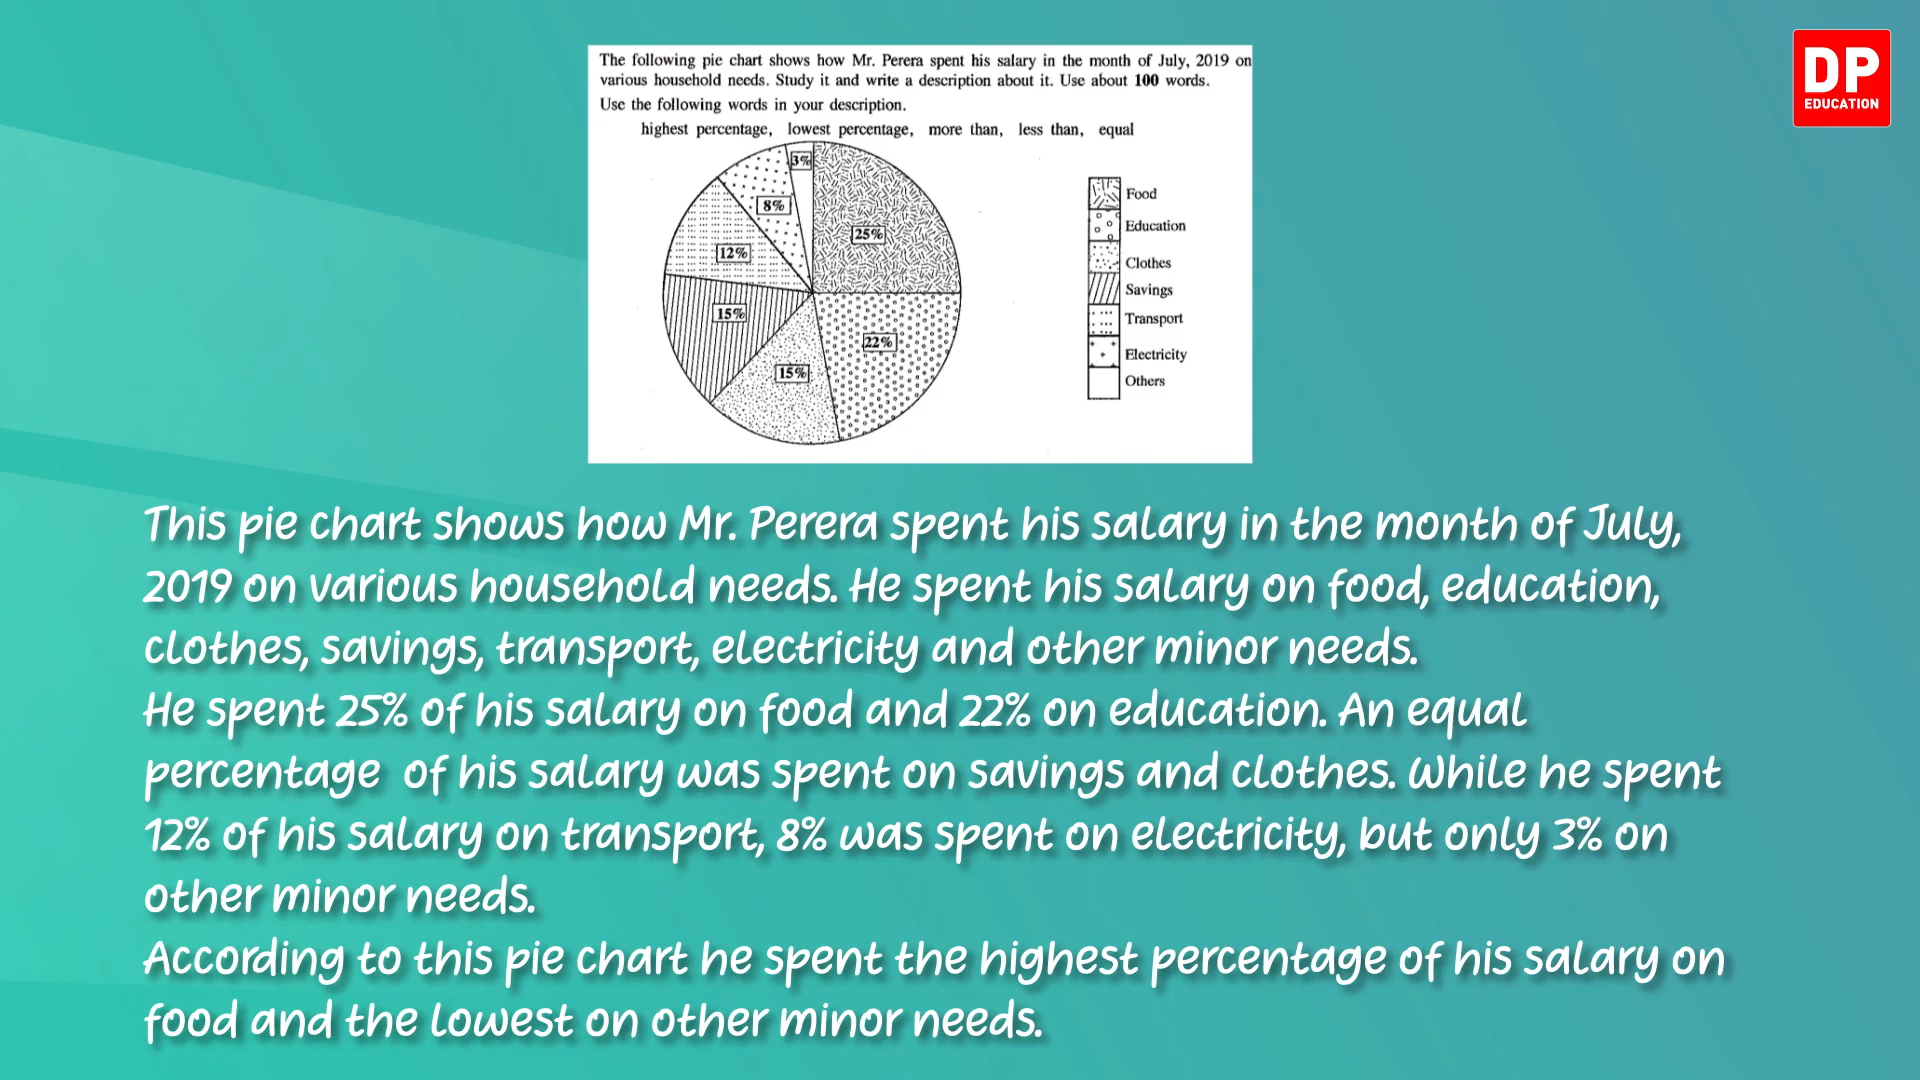 The following pie chart shows how Mr. Perera spent his salary in the month of July, 2019 on
various household needs. Study it and write a description about it. Use about 100 words.
Use the following words in your description.
highest percentage, lowest percentage, more than, less than, equal
DP
EDUCATION
3%
8%
12%
25%
15%
22%
15%
Food
Education
Clothes
Savings
Transport
Electricity
Others
This pie chart shows how Mr. Perera spent his salary in the month of July,
2019 on various household needs. He spent his salary on food, education,
clothes, savings, transport, electricity and other minor needs.
He spent 25% of his salary on food and 22% on education. An equal
percentage of his salary was spent on savings and clothes. While he spent
12% of his salary on transport, 8% was spent on electricity, but only 3% on
other minor needs.
According to this pie chart he spent the highest percentage of his salary on
food and the lowest on other minor needs.